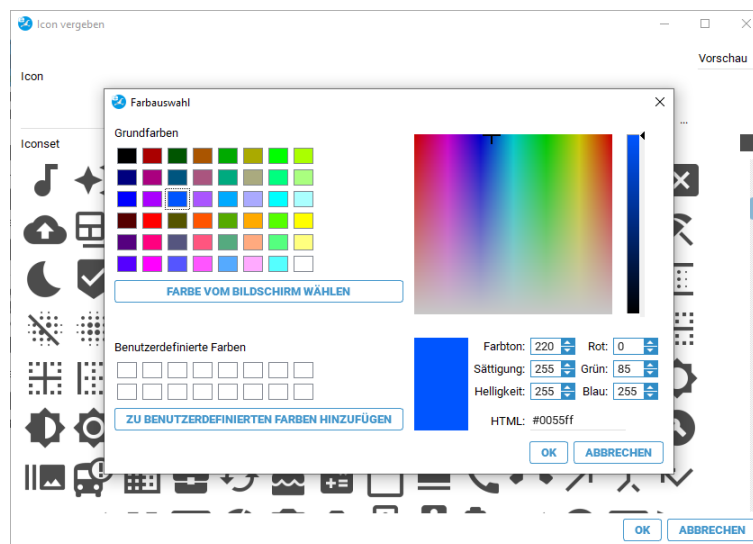 Icon vergeben
Vorschau
Icon
Iconset
...
Farbauswahl
Grundfarben
FARBE VOM BILDSCHIRM WÄHLEN
Benutzerdefinierte Farben
ZU BENUTZERDEFINIERTEN FARBEN HINZUFÜGEN
Farbton: 220 Rot: 0
Sättigung: 255 Grün: 85
Helligkeit: 255 Blau: 255
HTML: #0055ff
OK ABBRECHEN
OK ABBRECHEN